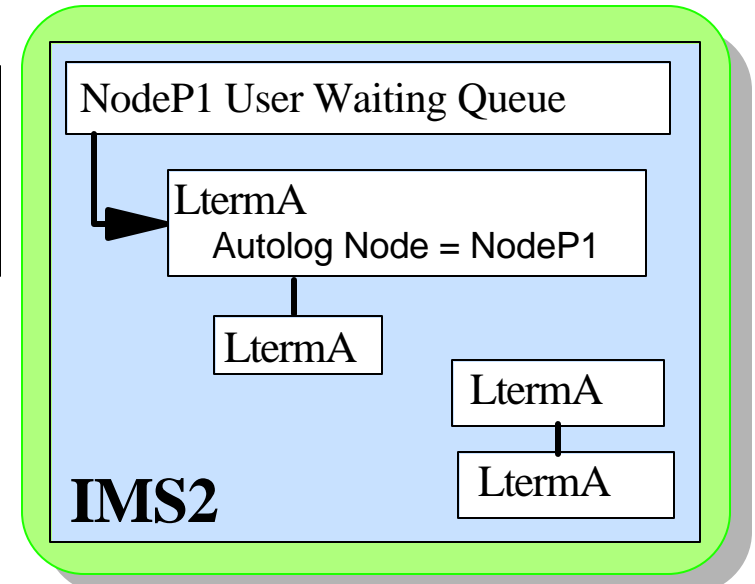 NodeP1 User Waiting Queue
LtermA
Autolog Node = NodeP1
LtermA
LtermA
LtermA
IMS2